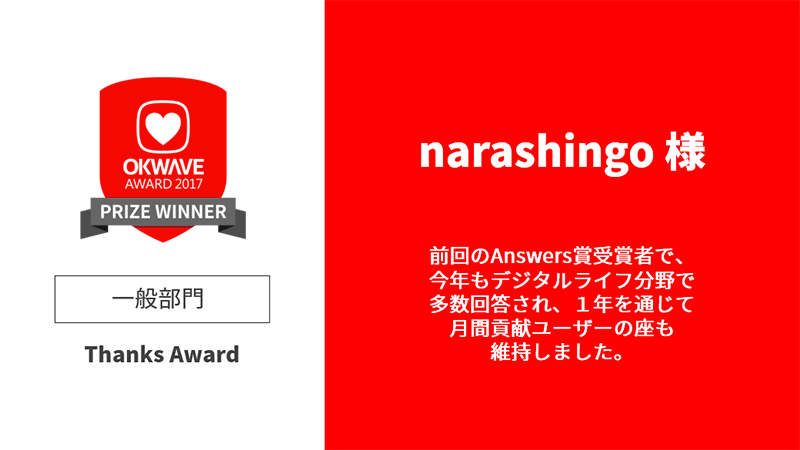 OKWAVE
AWARD 2017
PRIZE WINNER
一般部門
Thanks Award
narashingo 様
前回のAnswers賞受賞者で、
今年もデジタルライフ分野で
多数回答され、１年を通じて
月間貢献ユーザーの座も
維持しました。